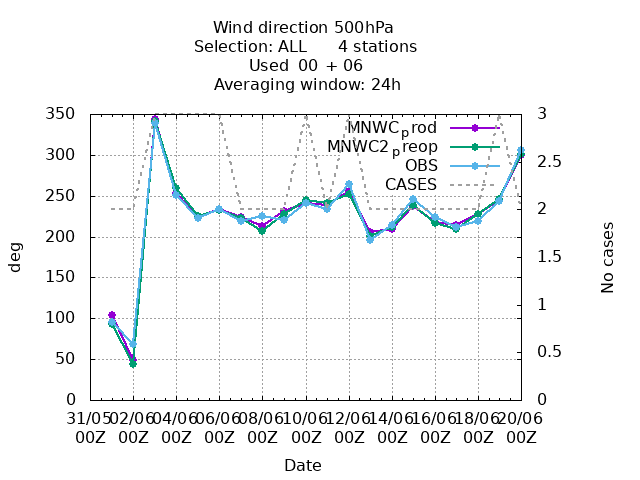 Wind direction 500hPa
Selection: ALL 4 stations
Used 00 + 06
Averaging window: 24h
350 3
MNWCprod
MNWC2preop
300 2.5
OBS
CASES
250
200 2
150 1.5
100 1
50 0.5
0 0
deg
No cases
31/05 02/06 04/06 06/06 08/06 10/06 12/06 14/06 16/06 18/06 20/06
00Z 00Z 00Z 00Z 00Z 00Z 00Z 00Z 00Z 00Z 00Z
Date